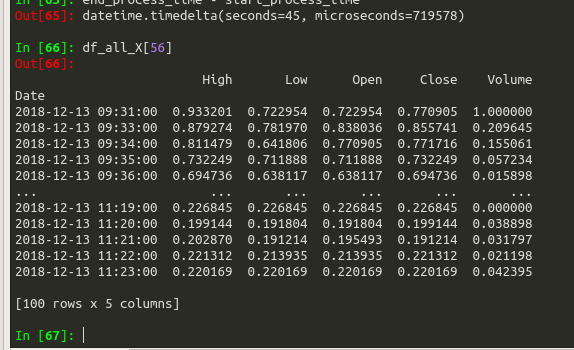 In [65]: end_process_time - start_process_time
Out[65]: datetime.timedelta(seconds=45, microseconds=719578)
In [66]: df_all_X[56]
Out[66]:
High Low Open Close Volume
Date
2018-12-13 09:31:00 0.933201 0.722954 0.722954 0.770905 1.000000
2018-12-13 09:33:00 0.879274 0.781970 0.838036 0.855741 0.209645
2018-12-13 09:34:00 0.811479 0.641806 0.770905 0.771716 0.155061
2018-12-13 09:35:00 0.732249 0.711888 0.711888 0.732249 0.057234
2018-12-13 09:36:00 0.694736 0.638117 0.638117 0.694736 0.015898
... ... ... ... ... ...
2018-12-13 11:19:00 0.226845 0.226845 0.226845 0.226845 0.000000
2018-12-13 11:20:00 0.199144 0.191804 0.191804 0.199144 0.038898
2018-12-13 11:21:00 0.202870 0.191214 0.195493 0.191214 0.031797
2018-12-13 11:22:00 0.221312 0.213935 0.213935 0.221312 0.021198
2018-12-13 11:23:00 0.220169 0.220169 0.220169 0.220169 0.042395
[100 rows x 5 columns]
In [67]: